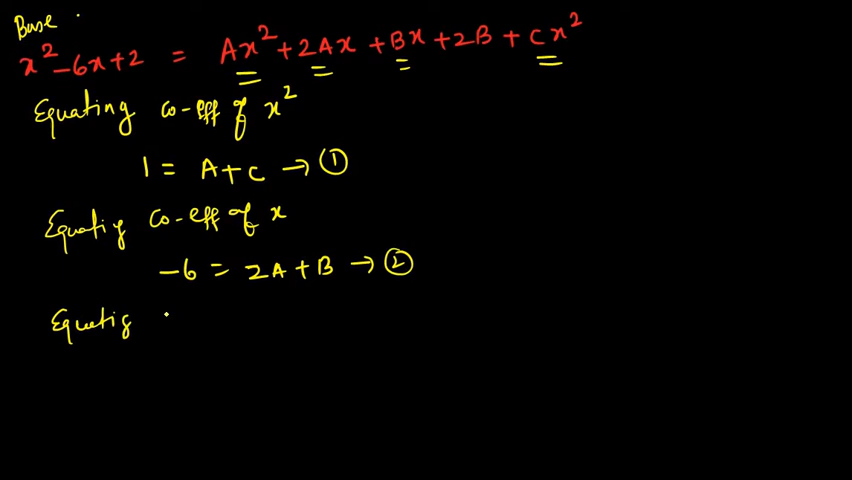 Base
x² - 6x + 2 = Ax² + 2Ax + Bx + 2B + Cx²
Equating co-eff of x²
1 = A + C → ①
Equatig co-eff of x
-6 = 2A + B → ②
Equatig